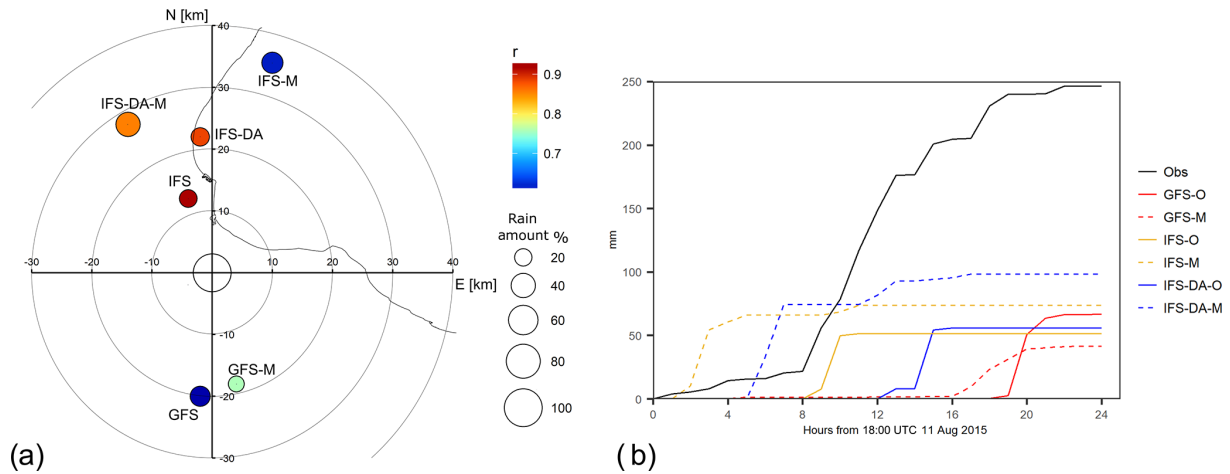 N [km]
40
30
20
10
-10
-20
-30
-30
-20
-10
10
20
30
40
E [km]
IFS-M
IFS-DA-M
IFS-DA
IFS
GFS-M
GFS
r
0.9
0.8
0.7
Rain
amount %
20
40
60
80
100
(a)
250
200
150
100
50
0
mm
0 4 8 12 16 20 24
Hours from 18:00 UTC 11 Aug 2015
Obs
GFS-O
GFS-M
IFS-O
IFS-M
IFS-DA-O
IFS-DA-M
(b)